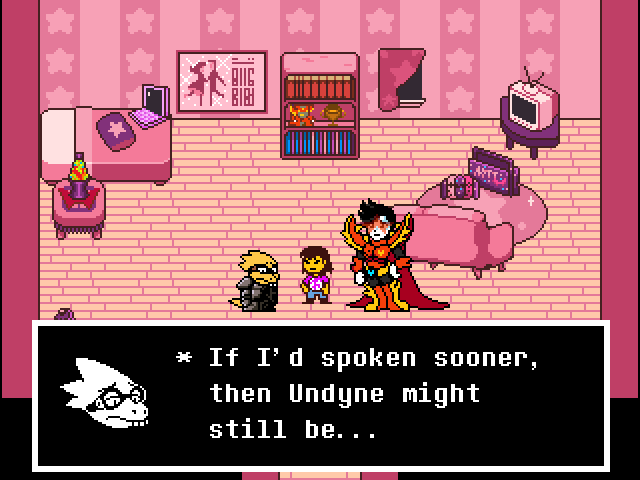 * If I'd spoken sooner,
then Undyne might
still be...